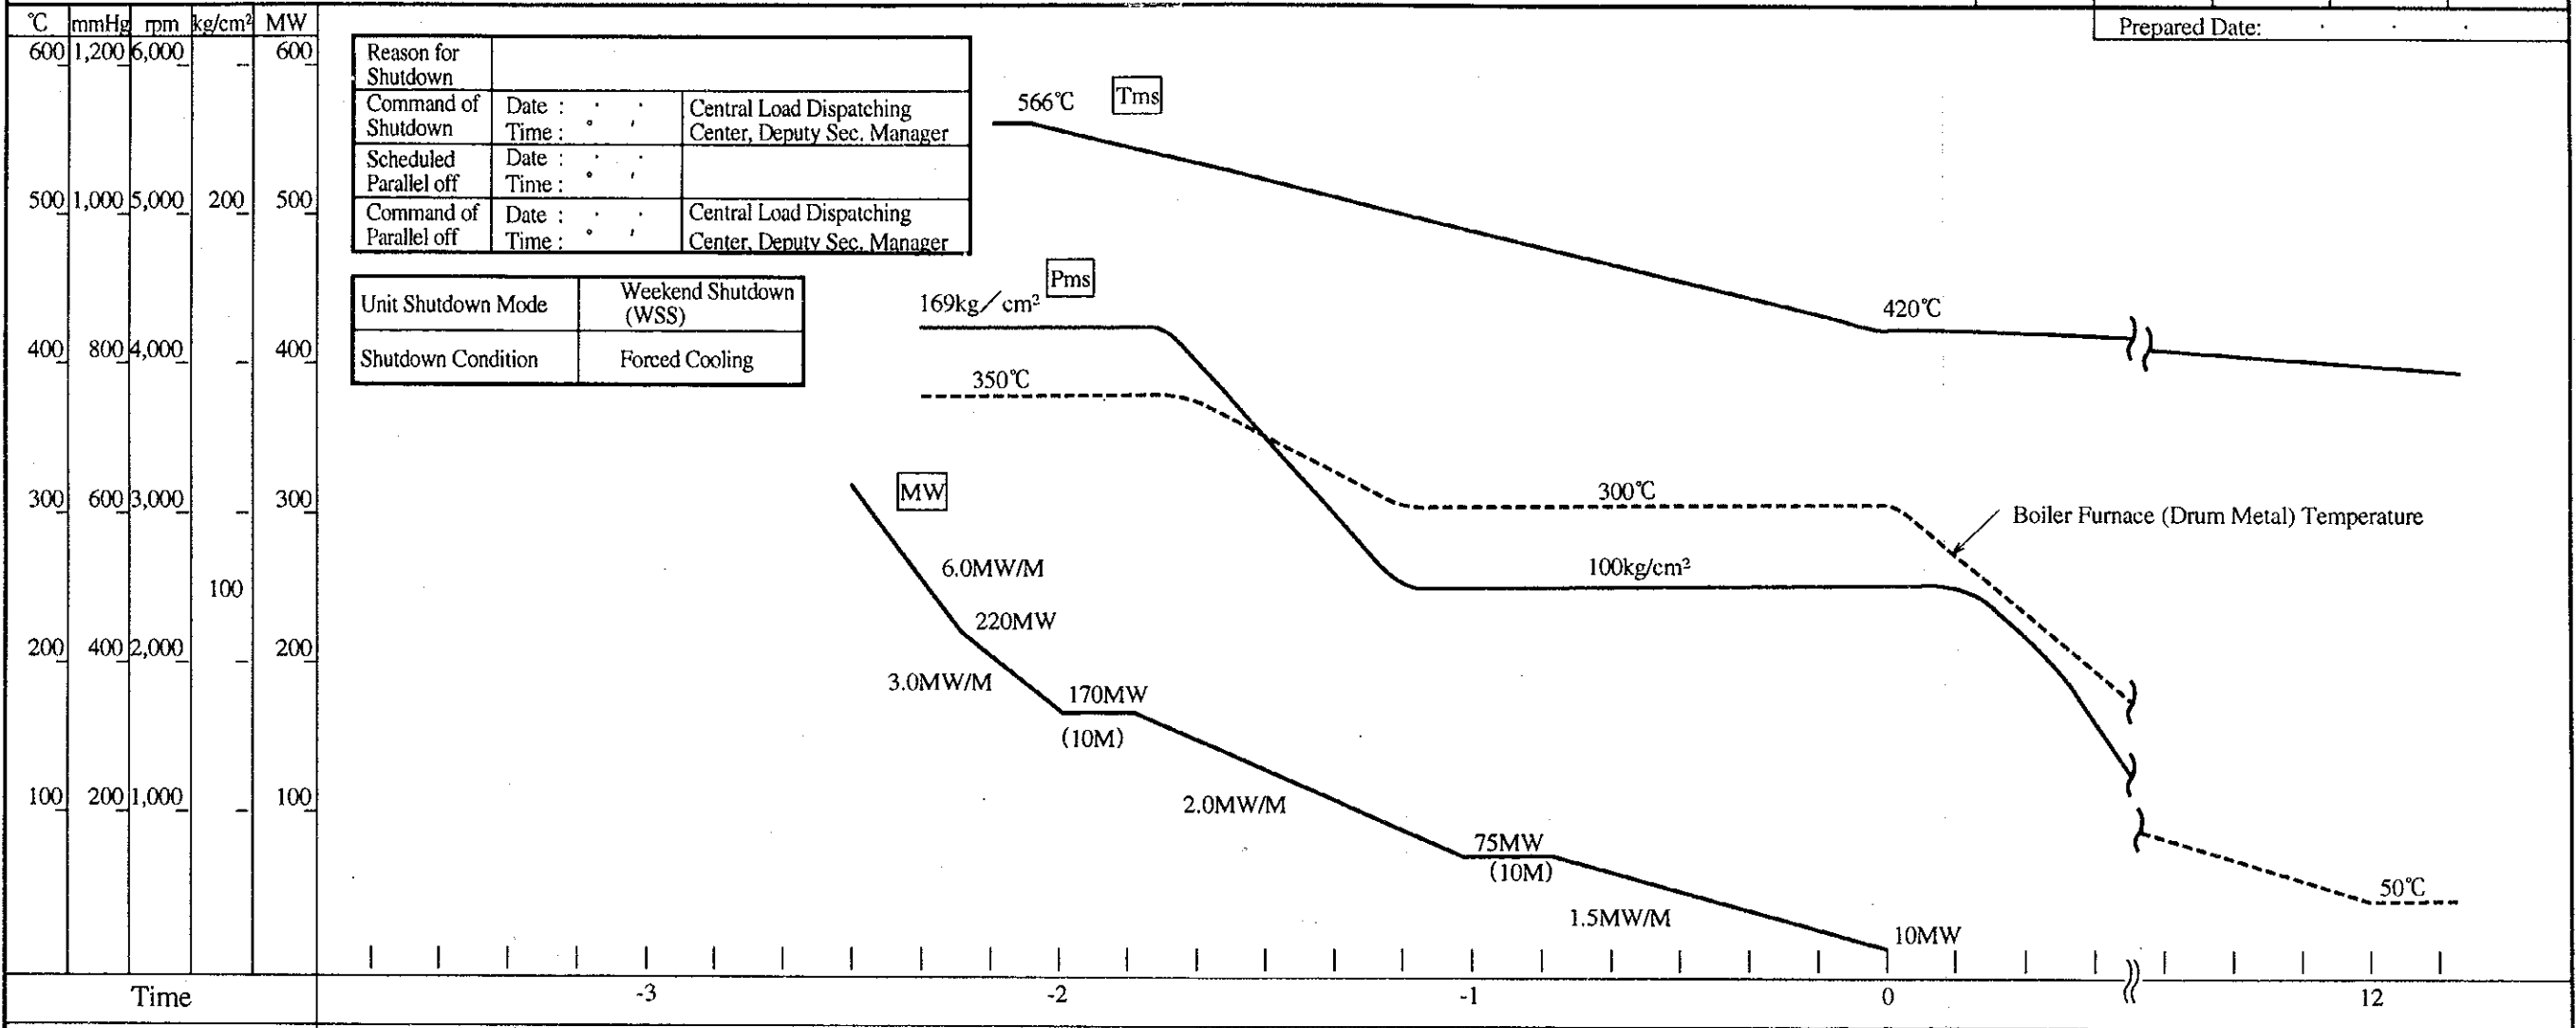 ℃ mmHg rpm kg/cm² MW
Prepared Date: . . .
600 1,200 6,000 600
500 1,000 5,000 200 500
400 800 4,000 400
300 600 3,000 300
100
200 400 2,000 200
100 200 1,000 100
Reason for
Shutdown
Command of
Shutdown
Date : . .
Time : ° ′
Central Load Dispatching
Center, Deputy Sec. Manager
Scheduled
Parallel off
Date : . .
Time : ° ′
Command of
Parallel off
Date : . .
Time : ° ′
Central Load Dispatching
Center, Deputy Sec. Manager
Unit Shutdown Mode
Weekend Shutdown
(WSS)
Shutdown Condition
Forced Cooling
566℃ Tms
Pms
169kg/cm²
420℃
350℃
MW
300℃
Boiler Furnace (Drum Metal) Temperature
6.0MW/M
100kg/cm²
220MW
3.0MW/M
170MW
(10M)
2.0MW/M
75MW
(10M)
50℃
1.5MW/M
10MW
Time -3 -2 -1 0 12